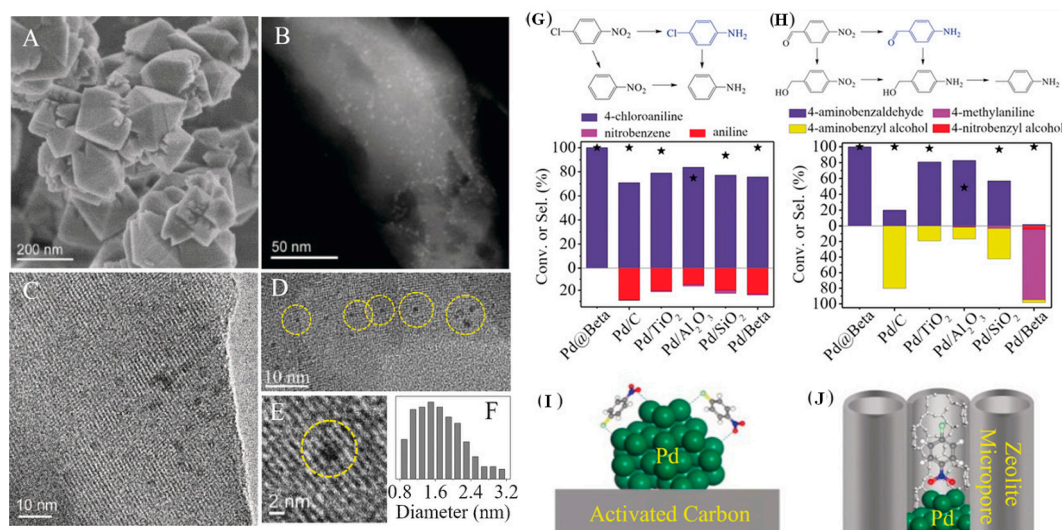 A
200 nm
B
50 nm
C
10 nm
D
10 nm
E
2 nm
F
0.8 1.6 2.4 3.2
Diameter (nm)
(G)
Cl NO₂ Cl NH₂
NO₂ NH₂
4-chloroaniline
nitrobenzene aniline
Conv. or Sel. (%)
100
80
60
40
20
0
20
Pd@Beta Pd/C Pd/TiO₂ Pd/Al₂O₃ Pd/SiO₂ Pd/Beta
(H)
O NO₂ O NH₂
HO NO₂ HO NH₂ NH₂
4-aminobenzaldehyde 4-methylaniline
4-aminobenzyl alcohol 4-nitrobenzyl alcohol
Conv. or Sel. (%)
100
80
60
40
20
0
20
40
60
80
100
Pd@Beta Pd/C Pd/TiO₂ Pd/Al₂O₃ Pd/SiO₂ Pd/Beta
(I)
Pd
Activated Carbon
(J)
Zeolite
Micropore
Pd